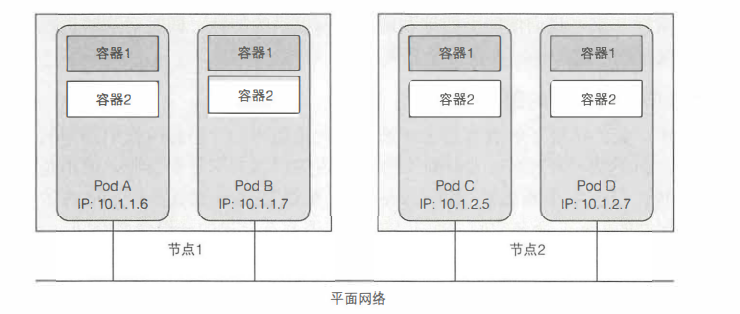 容器1
容器2
Pod A
IP: 10.1.1.6
容器1
容器2
Pod B
IP: 10.1.1.7
节点1
容器1
容器2
Pod C
IP: 10.1.2.5
容器1
容器2
Pod D
IP: 10.1.2.7
节点2
平面网络